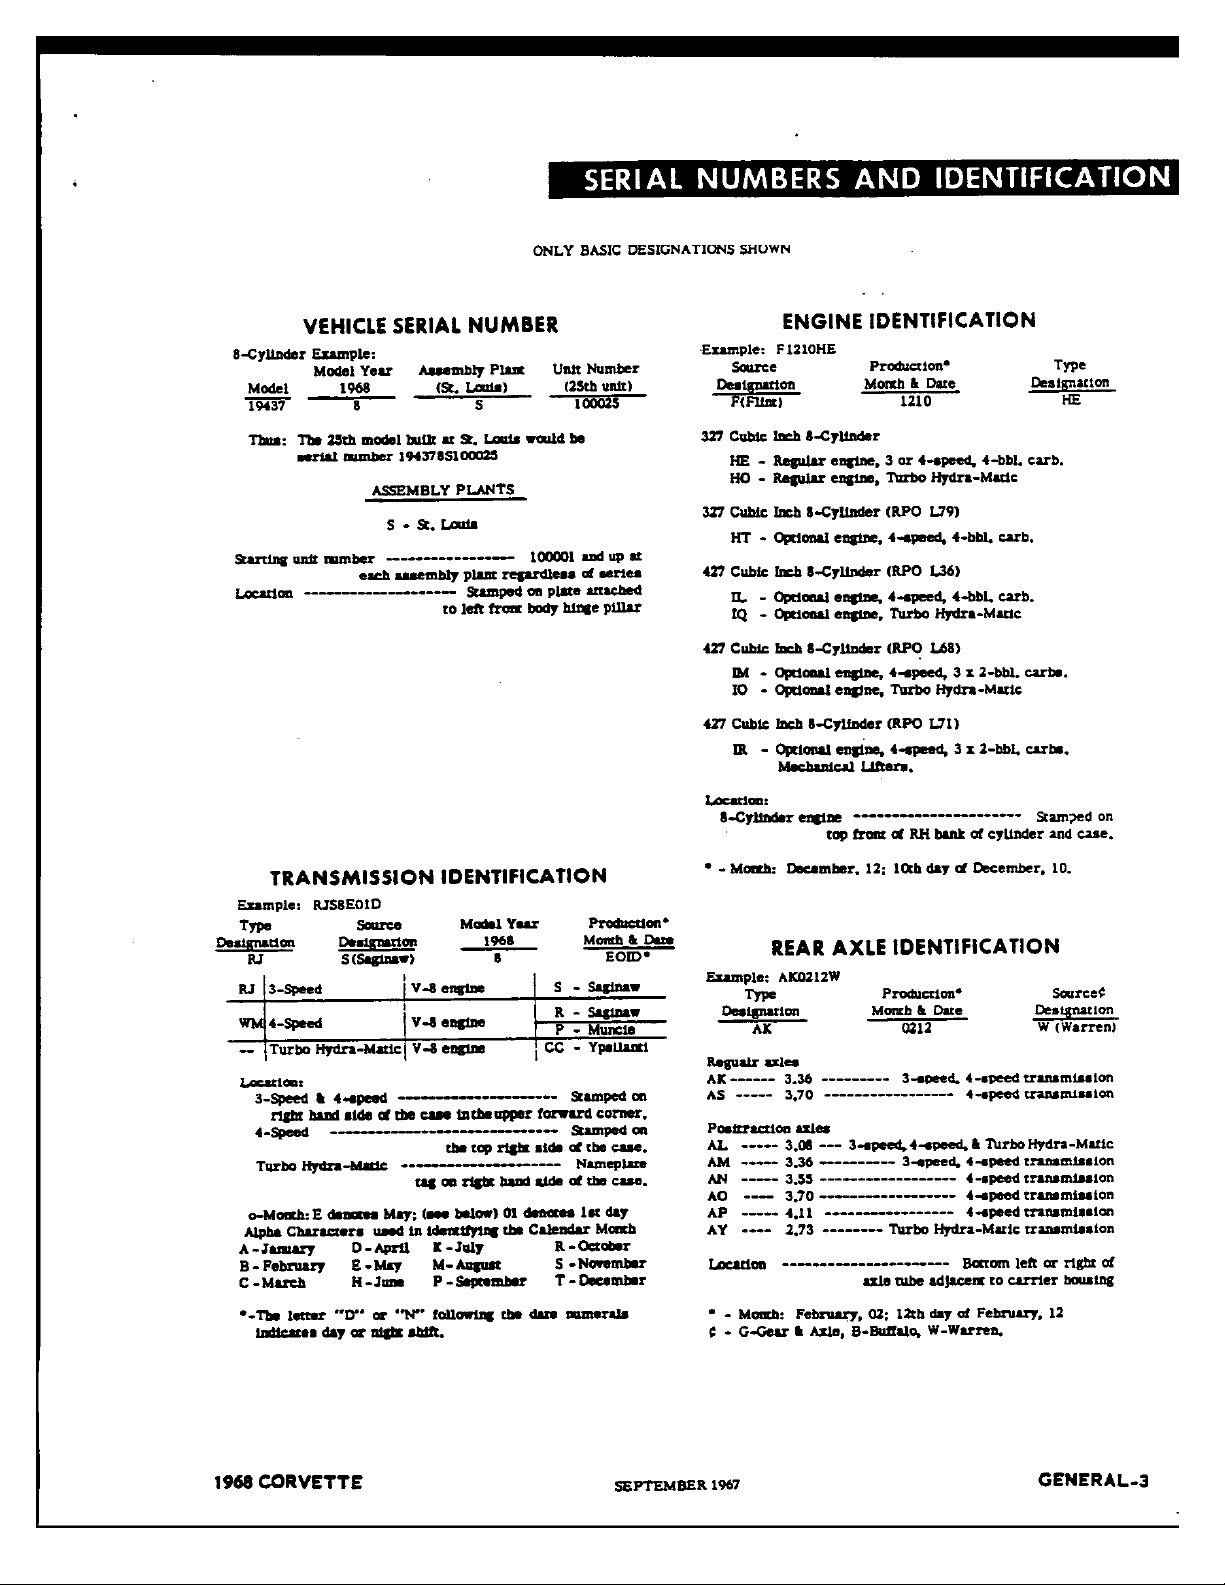 SERIAL NUMBERS AND IDENTIFICATION
ONLY BASIC DESIGNATIONS SHOWN
VEHICLE SERIAL NUMBER
8-Cylinder Example:
Model Year Assembly Plant Unit Number
Model 1968 (St. Louis) (25th unit)
19437 8 S 100025
Thus: The 25th model built at St. Louis would be
serial number 194378S100025
ASSEMBLY PLANTS
S - St. Louis
Starting unit number ----------------- 100001 and up at
each assembly plant regardless of series
Location -------------------- Stamped on plate attached
to left front body hinge pillar
TRANSMISSION IDENTIFICATION
Example: RJS8E01D
Type Source Model Year Production*
Designation Designation 1968 Month & Date
RJ S(Saginaw) 8 EOID*
RJ 3-Speed V-8 engine S - Saginaw
WM 4-Speed V-8 engine R - Saginaw
P - Muncie
-- Turbo Hydra-Matic V-8 engine CC - Ypsilanti
Location:
3-Speed & 4-speed --------------------- Stamped on
right hand side of the case in the upper forward corner.
4-Speed ------------------------------ Stamped on
the top right side of the case.
Turbo Hydra-Matic --------------------- Nameplate
tag on right hand side of the case.
o-Month: E denotes May; (see below) 01 denotes 1st day
Alpha Characters used in identifying the Calendar Month
A - January D - April K - July R - October
B - February E - May M - August S - November
C - March H - June P - September T - December
*-The letter "D" or "N" following the date numerals
indicates day or night shift.
ENGINE IDENTIFICATION
Example: F1210HE
Source Production* Type
Designation Month & Date Designation
F(Flint) 1210 HE
327 Cubic Inch 8-Cylinder
HE - Regular engine, 3 or 4-speed, 4-bbl. carb.
HO - Regular engine, Turbo Hydra-Matic
327 Cubic Inch 8-Cylinder (RPO L79)
HT - Optional engine, 4-speed, 4-bbl. carb.
427 Cubic Inch 8-Cylinder (RPO L36)
IL - Optional engine, 4-speed, 4-bbl. carb.
IQ - Optional engine, Turbo Hydra-Matic
427 Cubic Inch 8-Cylinder (RPO L68)
IM - Optional engine, 4-speed, 3 x 2-bbl. carbs.
IO - Optional engine, Turbo Hydra-Matic
427 Cubic Inch 8-Cylinder (RPO L71)
IR - Optional engine, 4-speed, 3 x 2-bbl. carbs.
Mechanical Lifters.
Location:
8-Cylinder engine ---------------------- Stamped on
top front of RH bank of cylinder and case.
* - Month: December, 12; 10th day of December, 10.
REAR AXLE IDENTIFICATION
Example: AK0212W
Type Production* Source¢
Designation Month & Date Designation
AK 0212 W (Warren)
Regualr axles
AK ------ 3.36 --------- 3-speed, 4-speed transmission
AS ----- 3.70 ----------------- 4-speed transmission
Positraction axles
AL ----- 3.08 --- 3-speed, 4-speed, & Turbo Hydra-Matic
AM ----- 3.36 ---------- 3-speed, 4-speed transmission
AN ----- 3.55 ------------------ 4-speed transmission
AO ---- 3.70 ------------------ 4-speed transmission
AP ----- 4.11 ----------------- 4-speed transmission
AY ---- 2.73 -------- Turbo Hydra-Matic transmission
Location ---------------------- Bottom left or right of
axle tube adjacent to carrier housing
* - Month: February, 02; 12th day of February, 12
¢ - G-Gear & Axle, B-Buffalo, W-Warren.
1968 CORVETTE SEPTEMBER 1967 GENERAL-3